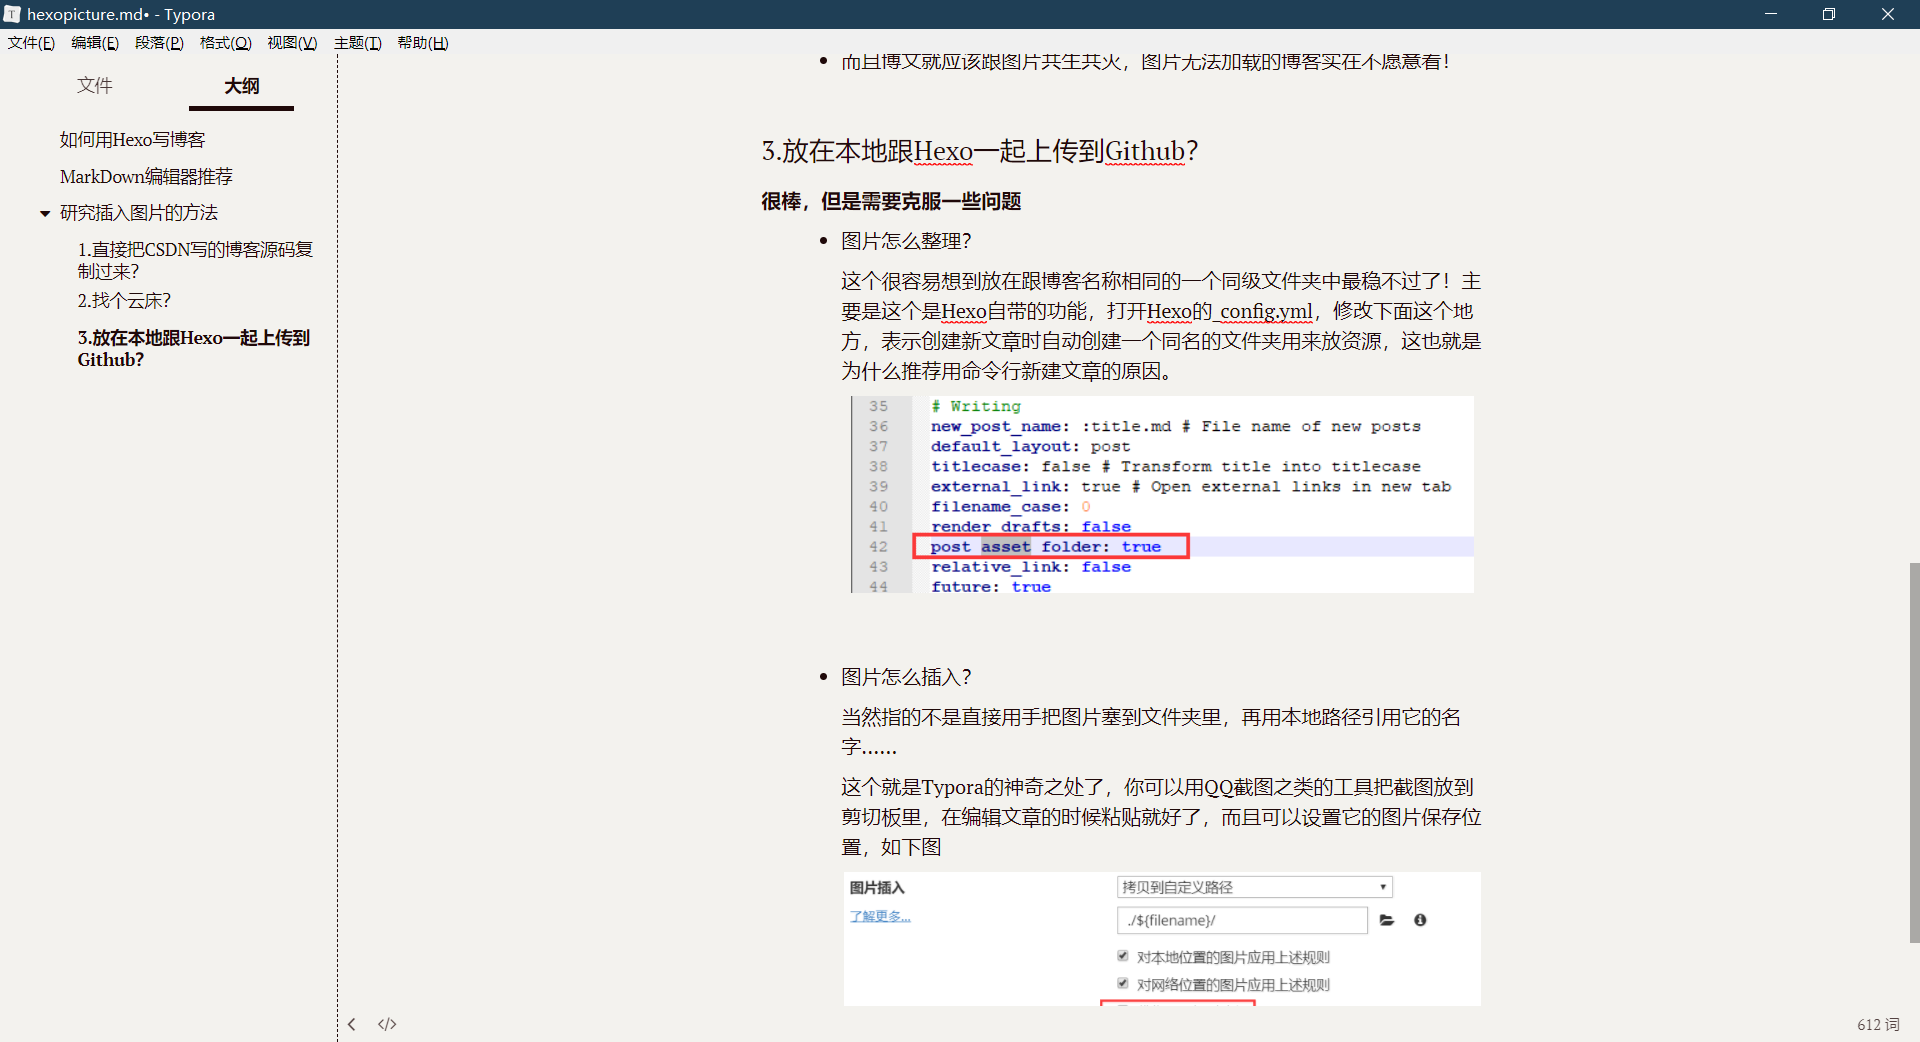 hexopicture.md• - Typora
文件(F) 编辑(E) 段落(P) 格式(O) 视图(V) 主题(T) 帮助(H)
文件 大纲
如何用Hexo写博客
MarkDown编辑器推荐
研究插入图片的方法
1.直接把CSDN写的博客源码复
制过来？
2.找个云床？
3.放在本地跟Hexo一起上传到
Github？
而且博文就应该跟图片共生共灭，图片无法加载的博客实在不愿意看！
3.放在本地跟Hexo一起上传到Github？
很棒，但是需要克服一些问题
图片怎么整理？
这个很容易想到放在跟博客名称相同的一个同级文件夹中最稳不过了！主
要是这个是Hexo自带的功能，打开Hexo的_config.yml，修改下面这个地
方，表示创建新文章时自动创建一个同名的文件夹用来放资源，这也就是
为什么推荐用命令行新建文章的原因。
35 # Writing
36 new_post_name: :title.md # File name of new posts
37 default_layout: post
38 titlecase: false # Transform title into titlecase
39 external_link: true # Open external links in new tab
40 filename_case: 0
41 render_drafts: false
42 post_asset_folder: true
43 relative_link: false
44 future: true
图片怎么插入？
当然指的不是直接用手把图片塞到文件夹里，再用本地路径引用它的名
字……
这个就是Typora的神奇之处了，你可以用QQ截图之类的工具把截图放到
剪切板里，在编辑文章的时候粘贴就好了，而且可以设置它的图片保存位
置，如下图
图片插入 拷贝到自定义路径
了解更多... ./${filename}/
对本地位置的图片应用上述规则
对网络位置的图片应用上述规则
612 词